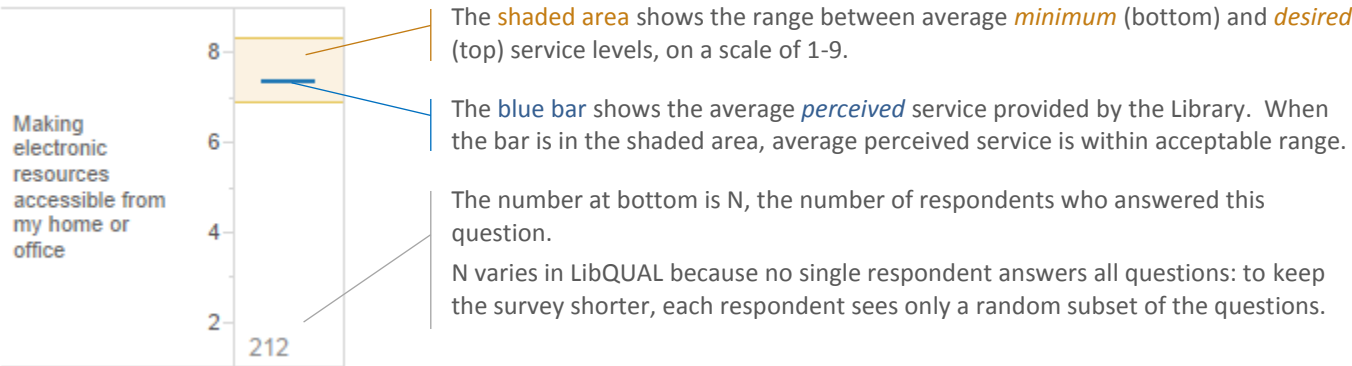 The shaded area shows the range between average minimum (bottom) and desired
(top) service levels, on a scale of 1-9.
The blue bar shows the average perceived service provided by the Library.  When
the bar is in the shaded area, average perceived service is within acceptable range.
The number at bottom is N, the number of respondents who answered this
question.
N varies in LibQUAL because no single respondent answers all questions: to keep
the survey shorter, each respondent sees only a random subset of the questions.
Making
electronic
resources
accessible from
my home or
office
8
6
4
2
212